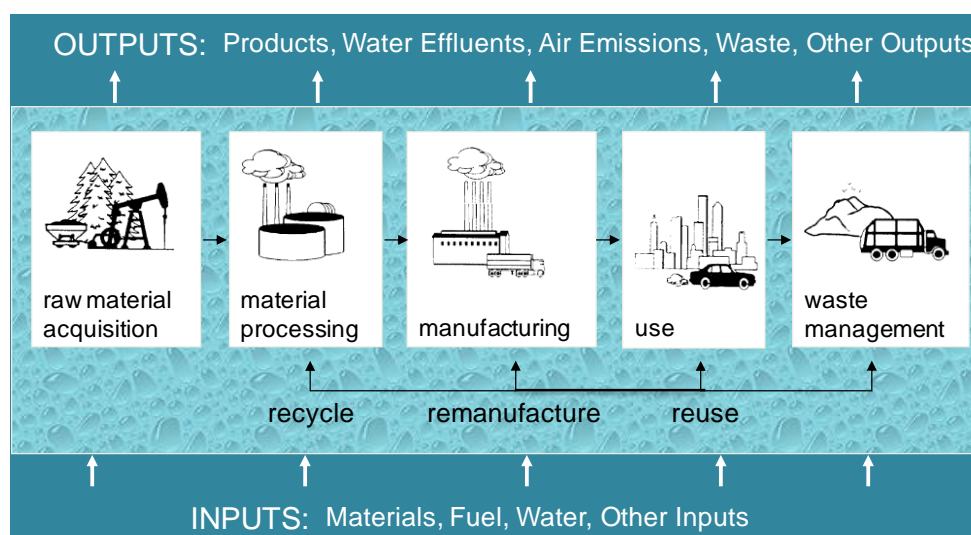 OUTPUTS: Products, Water Effluents, Air Emissions, Waste, Other Outputs
raw material
acquisition
material
processing
manufacturing
use
waste
management
recycle
remanufacture
reuse
INPUTS: Materials, Fuel, Water, Other Inputs